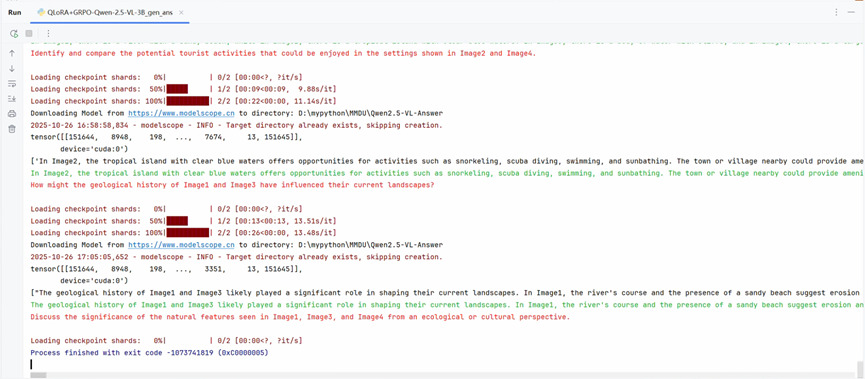 Run QLoRA+GRPO-Qwen-2.5-VL-3B_gen_ans
Identify and compare the potential tourist activities that could be enjoyed in the settings shown in Image2 and Image4.
Loading checkpoint shards:   0%|          | 0/2 [00:00<?, ?it/s]
Loading checkpoint shards:  50%|█████     | 1/2 [00:09<00:09,  9.88s/it]
Loading checkpoint shards: 100%|██████████| 2/2 [00:22<00:00, 11.14s/it]
Downloading Model from https://www.modelscope.cn to directory: D:\mypython\MMDU\Qwen2.5-VL-Answer
2025-10-26 16:58:58,834 - modelscope - INFO - Target directory already exists, skipping creation.
tensor([[151644,   8948,    198,  ...,   7674,     13, 151645]],
       device='cuda:0')
['In Image2, the tropical island with clear blue waters offers opportunities for activities such as snorkeling, scuba diving, swimming, and sunbathing. The town or village nearby could provide ame
In Image2, the tropical island with clear blue waters offers opportunities for activities such as snorkeling, scuba diving, swimming, and sunbathing. The town or village nearby could provide ameni
How might the geological history of Image1 and Image3 have influenced their current landscapes?
Loading checkpoint shards:   0%|          | 0/2 [00:00<?, ?it/s]
Loading checkpoint shards:  50%|█████     | 1/2 [00:13<00:13, 13.51s/it]
Loading checkpoint shards: 100%|██████████| 2/2 [00:26<00:00, 13.48s/it]
Downloading Model from https://www.modelscope.cn to directory: D:\mypython\MMDU\Qwen2.5-VL-Answer
2025-10-26 17:05:05,652 - modelscope - INFO - Target directory already exists, skipping creation.
tensor([[151644,   8948,    198,  ...,   3351,     13, 151645]],
       device='cuda:0')
["The geological history of Image1 and Image3 likely played a significant role in shaping their current landscapes. In Image1, the river's course and the presence of a sandy beach suggest erosion
The geological history of Image1 and Image3 likely played a significant role in shaping their current landscapes. In Image1, the river's course and the presence of a sandy beach suggest erosion an
Discuss the significance of the natural features seen in Image1, Image3, and Image4 from an ecological or cultural perspective.
Loading checkpoint shards:   0%|          | 0/2 [00:00<?, ?it/s]
Process finished with exit code -1073741819 (0xC0000005)